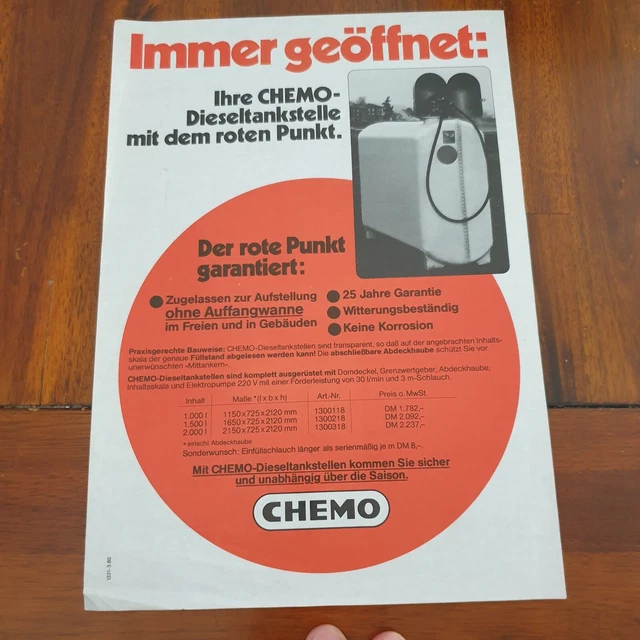 Immer geöffnet:
Ihre CHEMO-
Dieseltankstelle
mit dem roten Punkt.
Der rote Punkt
garantiert:
● Zugelassen zur Aufstellung
ohne Auffangwanne
im Freien und in Gebäuden
● 25 Jahre Garantie
● Witterungsbeständig
● Keine Korrosion
Praxisgerechte Bauweise: CHEMO-Dieseltankstellen sind transparent, so daß auf der angebrachten Inhalts-
skala der genaue Füllstand abgelesen werden kann! Die abschließbare Abdeckhaube schützt Sie vor
unerwünschten »Mittankern«.
CHEMO-Dieseltankstellen sind komplett ausgerüstet mit Domdeckel, Grenzwertgeber, Abdeckhaube,
Inhaltsskala und Elektropumpe 220 V mit einer Förderleistung von 30 l/min und 3 m-Schlauch.
Inhalt Maße *(l x b x h) Art.-Nr. Preis o. MwSt.
1.000 l 1150 x 725 x 2120 mm 1300118 DM 1.782,-
1.500 l 1650 x 725 x 2120 mm 1300218 DM 2.092,-
2.000 l 2150 x 725 x 2120 mm 1300318 DM 2.237,-
* einschl. Abdeckhaube
Sonderwunsch: Einfüllschlauch länger als serienmäßig je m DM 8,-.
Mit CHEMO-Dieseltankstellen kommen Sie sicher
und unabhängig über die Saison.
CHEMO